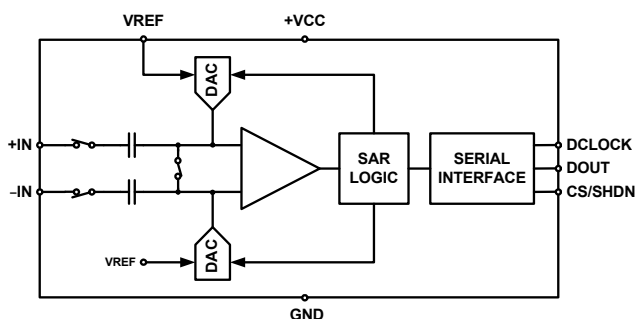 VREF
+VCC
DAC
+IN
–IN
SAR
LOGIC
SERIAL
INTERFACE
DCLOCK
DOUT
CS/SHDN
VREF
DAC
GND